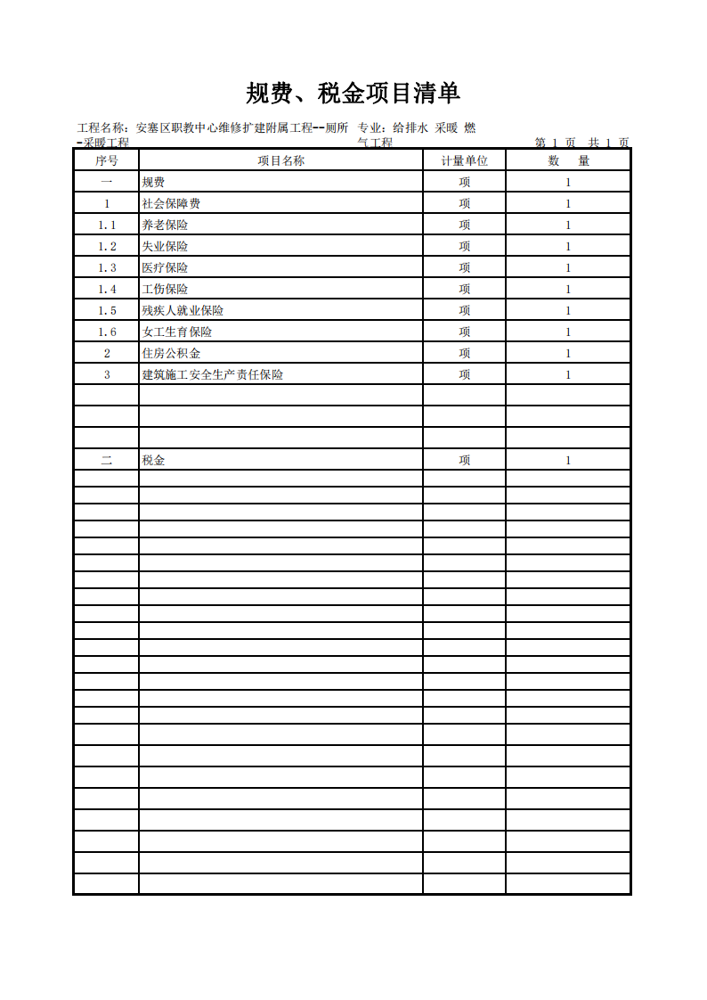 规费、税金项目清单
工程名称：安塞区职教中心维修扩建附属工程--厕所 专业：给排水 采暖 燃
-采暖工程 气工程 第 1 页 共 1 页
序号 项目名称 计量单位 数 量
一 规费 项 1
1 社会保障费 项 1
1.1 养老保险 项 1
1.2 失业保险 项 1
1.3 医疗保险 项 1
1.4 工伤保险 项 1
1.5 残疾人就业保险 项 1
1.6 女工生育保险 项 1
2 住房公积金 项 1
3 建筑施工安全生产责任保险 项 1
二 税金 项 1